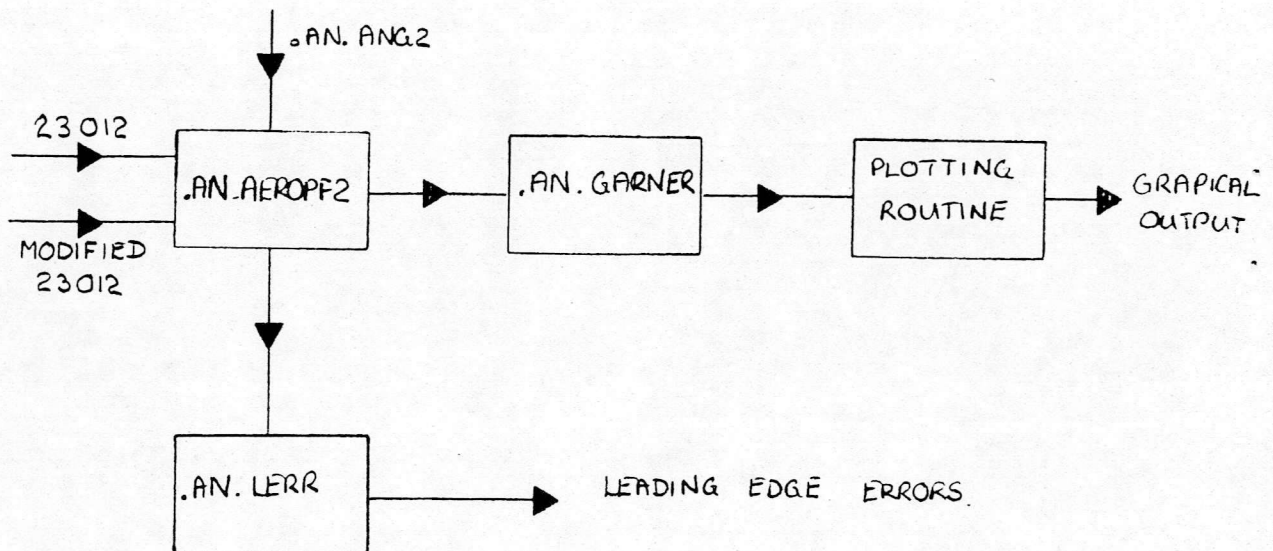 .AN. ANG2
23012
.AN.AEROPF2
.AN. GARNER
PLOTTING
ROUTINE
GRAPICAL
OUTPUT
MODIFIED
23012
.AN. LERR
LEADING EDGE ERRORS